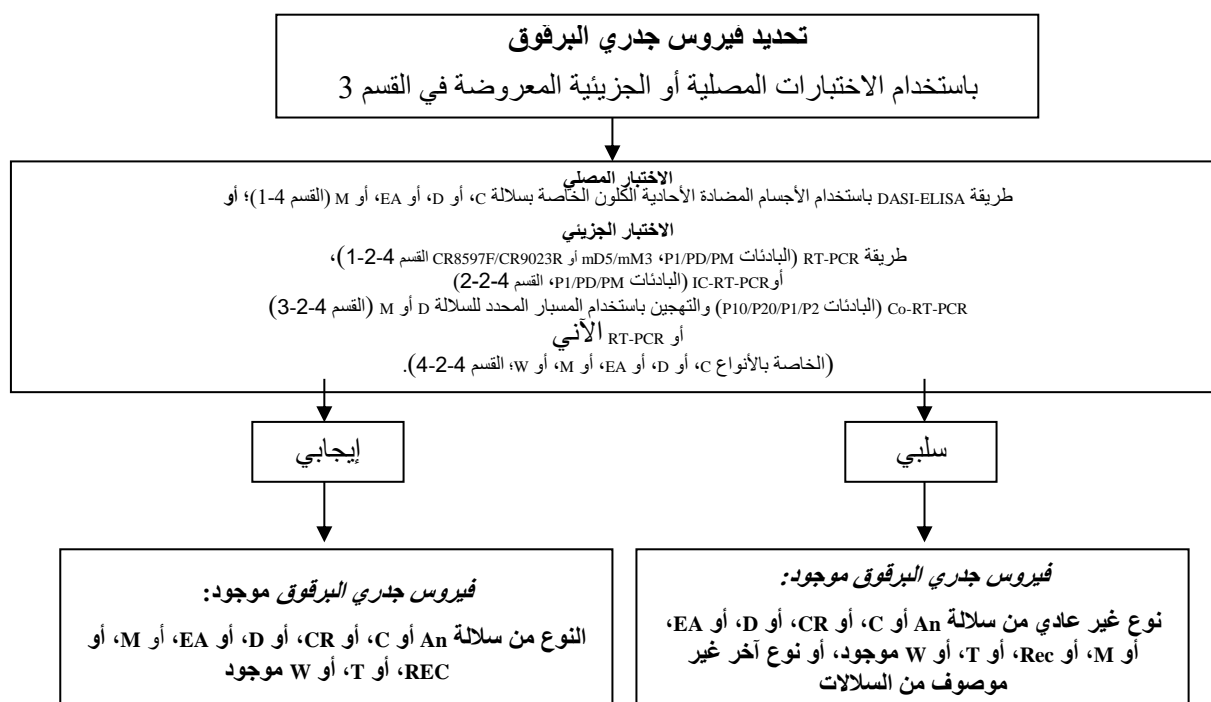 تحديد فيروس جدري البرقوق
باستخدام الاختبارات المصلية أو الجزيئية المعروضة في القسم 3
الاختبار المصلي
طريقة DASI-ELISA باستخدام الأجسام المضادة الأحادية الكلون الخاصة بسلالة C، أو D، أو EA، أو M (القسم 4-1)؛ أو
الاختبار الجزيئي
طريقة RT-PCR (البادئات P1/PD/PM، mD5/mM3 أو CR8597F/CR9023R القسم 4-2-1)،
أو IC-RT-PCR (البادئات P1/PD/PM، القسم 4-2-2)
Co-RT-PCR (البادئات P10/P20/P1/P2) والتهجين باستخدام المسبار المحدد للسلالة D أو M (القسم 4-2-3)
أو RT-PCR الآني
(الخاصة بالأنواع C، أو D، أو EA، أو M، أو W؛ القسم 4-2-4).
سلبي
إيجابي
فيروس جدري البرقوق موجود:
نوع غير عادي من سلالة An أو C، أو CR، أو D، أو EA،
أو M، أو Rec، أو T، أو W موجود، أو نوع آخر غير
موصوف من السلالات
فيروس جدري البرقوق موجود:
النوع من سلالة An أو C، أو CR، أو D، أو EA، أو M، أو
REC، أو T، أو W موجود